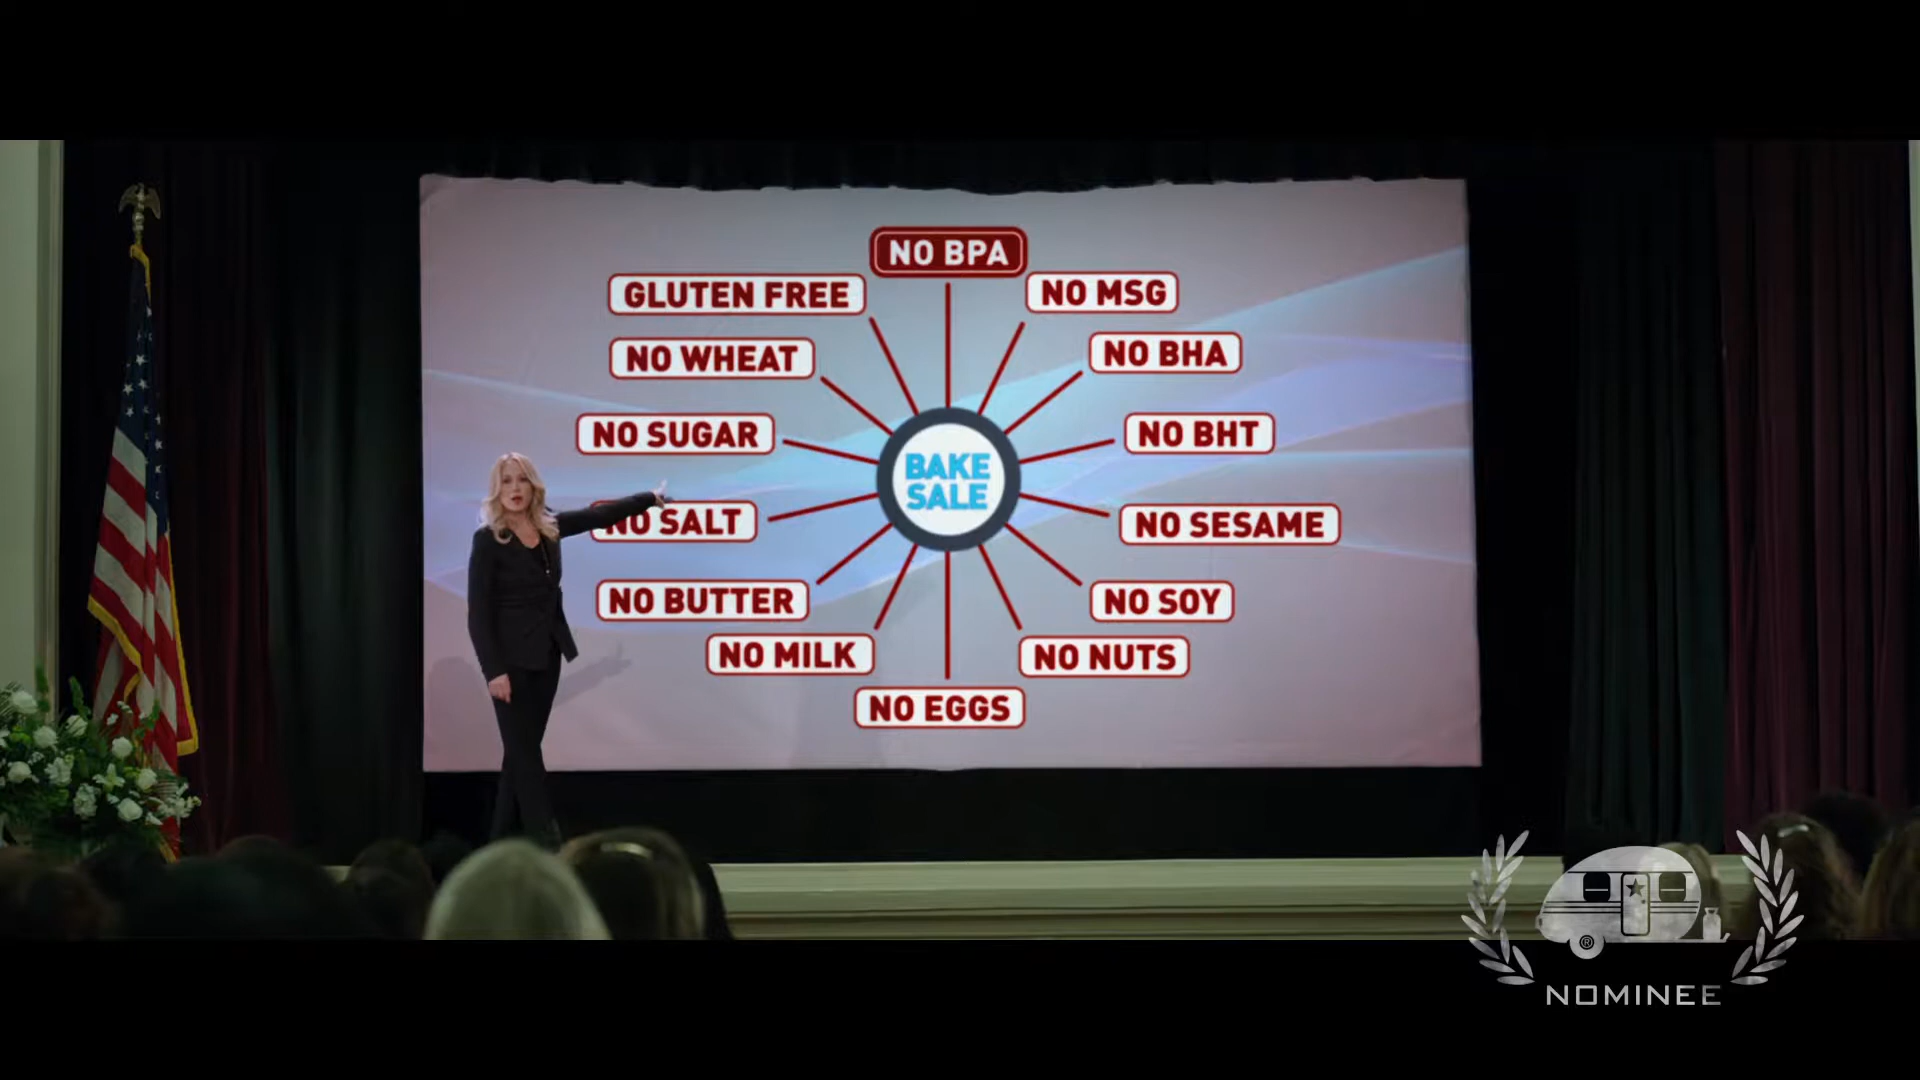 NO BPA
GLUTEN FREE
NO MSG
NO WHEAT
NO BHA
NO SUGAR
NO BHT
BAKE
SALE
NO SALT
NO SESAME
NO BUTTER
NO SOY
NO MILK
NO NUTS
NO EGGS
®
NOMINEE